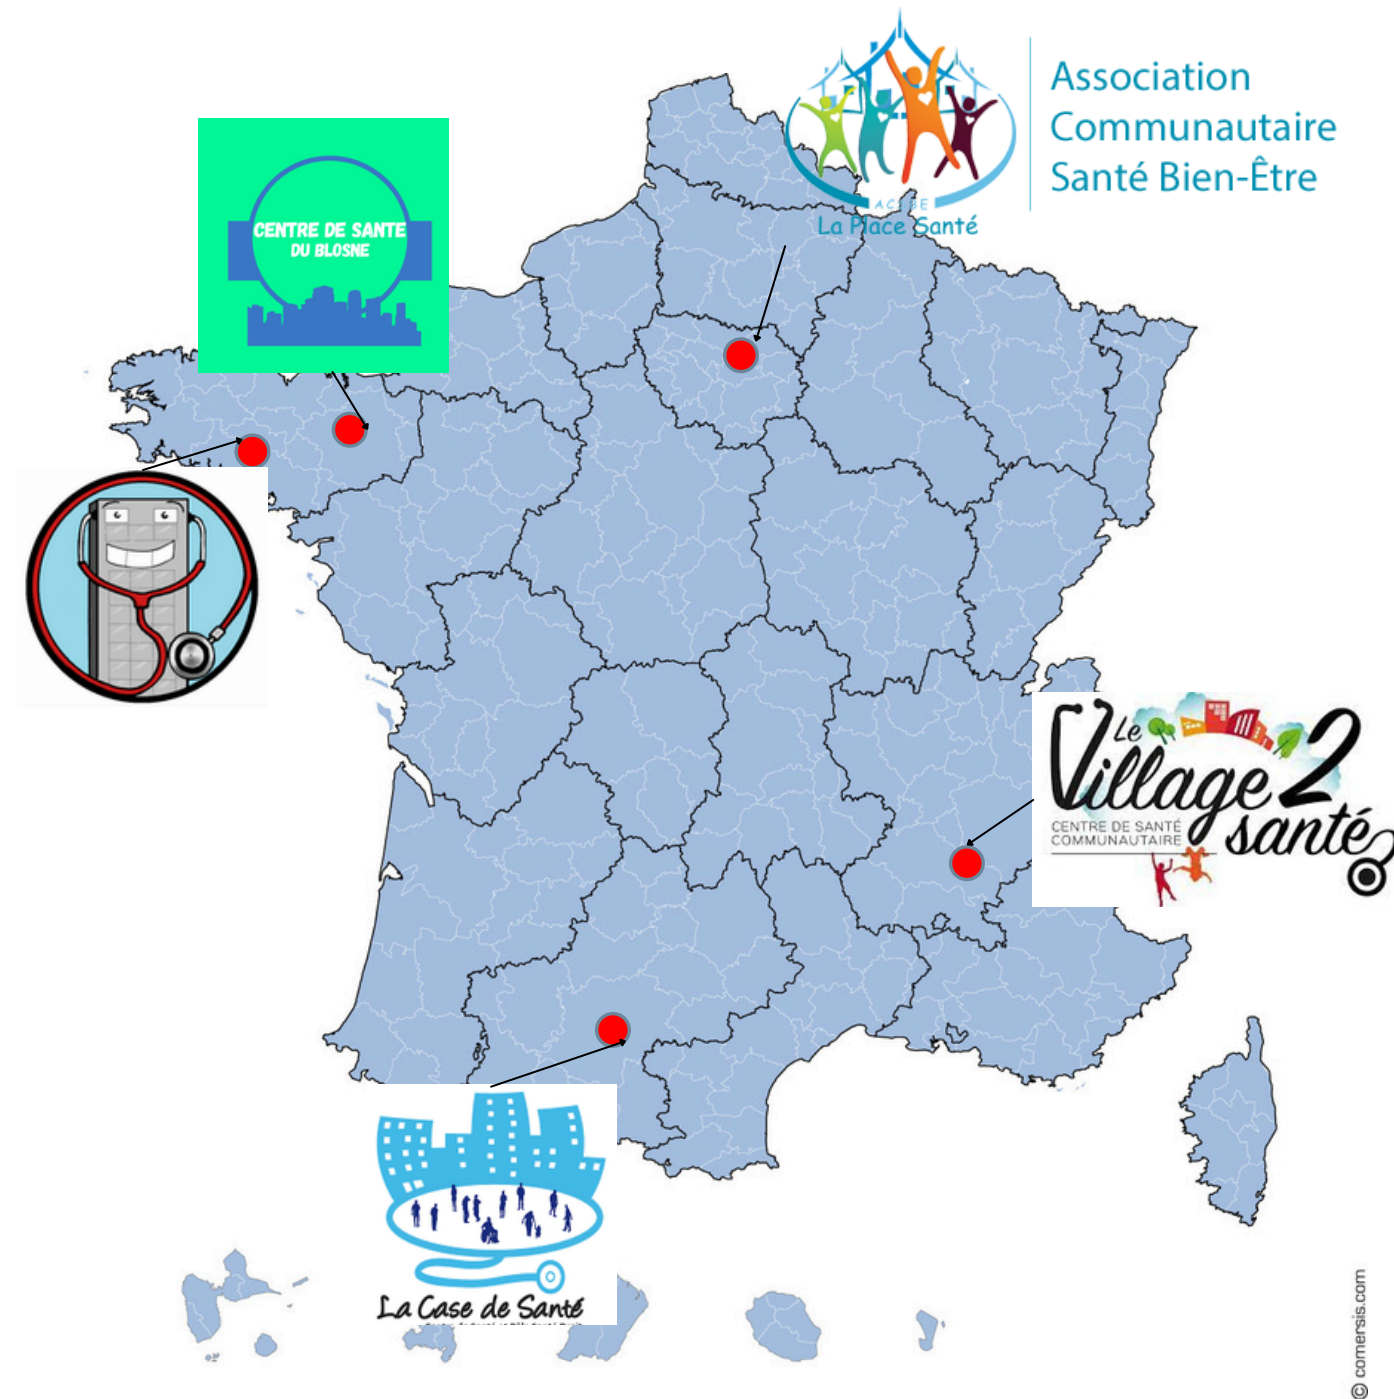 Association
Communautaire
Santé Bien-Être
La Place Santé
CENTRE DE SANTE
DU BLOSNE
Le
Village 2
santé
CENTRE DE SANTÉ
COMMUNAUTAIRE
La Case de Santé
© comersis.com